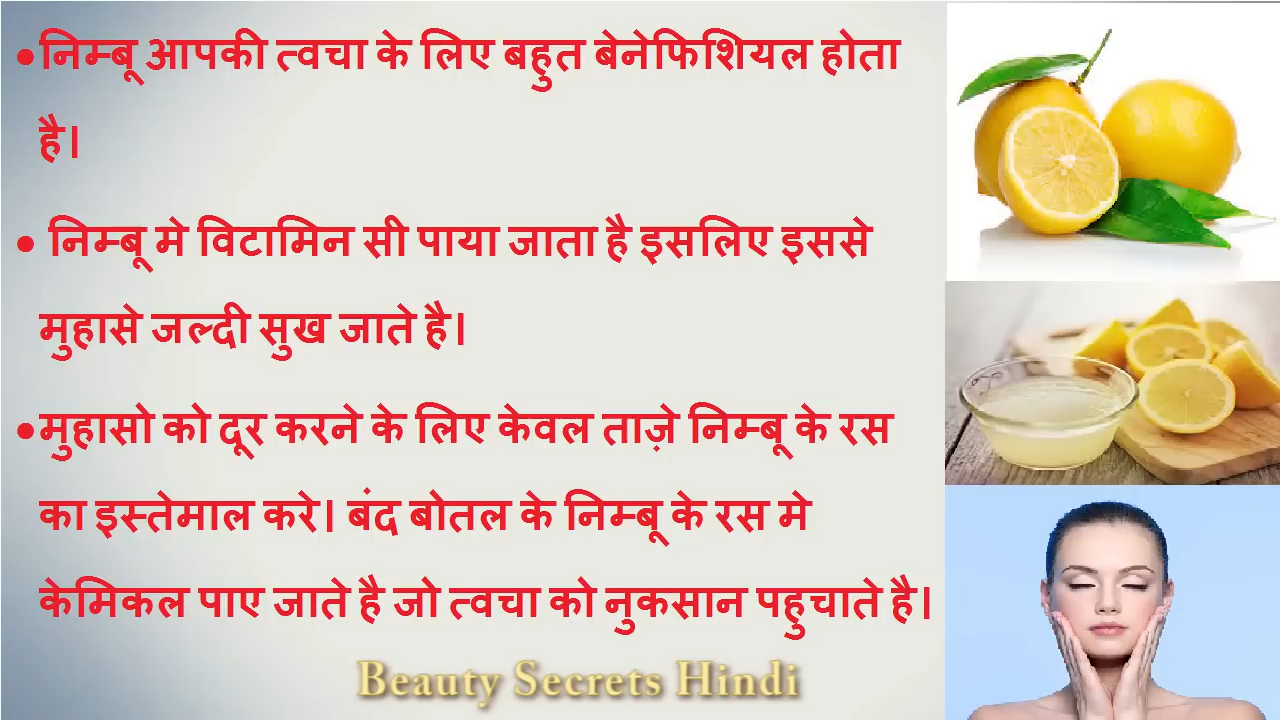 •निम्बू आपकी त्वचा के लिए बहुत बेनेफिशियल होता
है।
• निम्बू मे विटामिन सी पाया जाता है इसलिए इससे
मुहासे जल्दी सुख जाते है।
•मुहासो को दूर करने के लिए केवल ताज़े निम्बू के रस
का इस्तेमाल करे। बंद बोतल के निम्बू के रस मे
केमिकल पाए जाते है जो त्वचा को नुकसान पहुचाते है।
Beauty Secrets Hindi